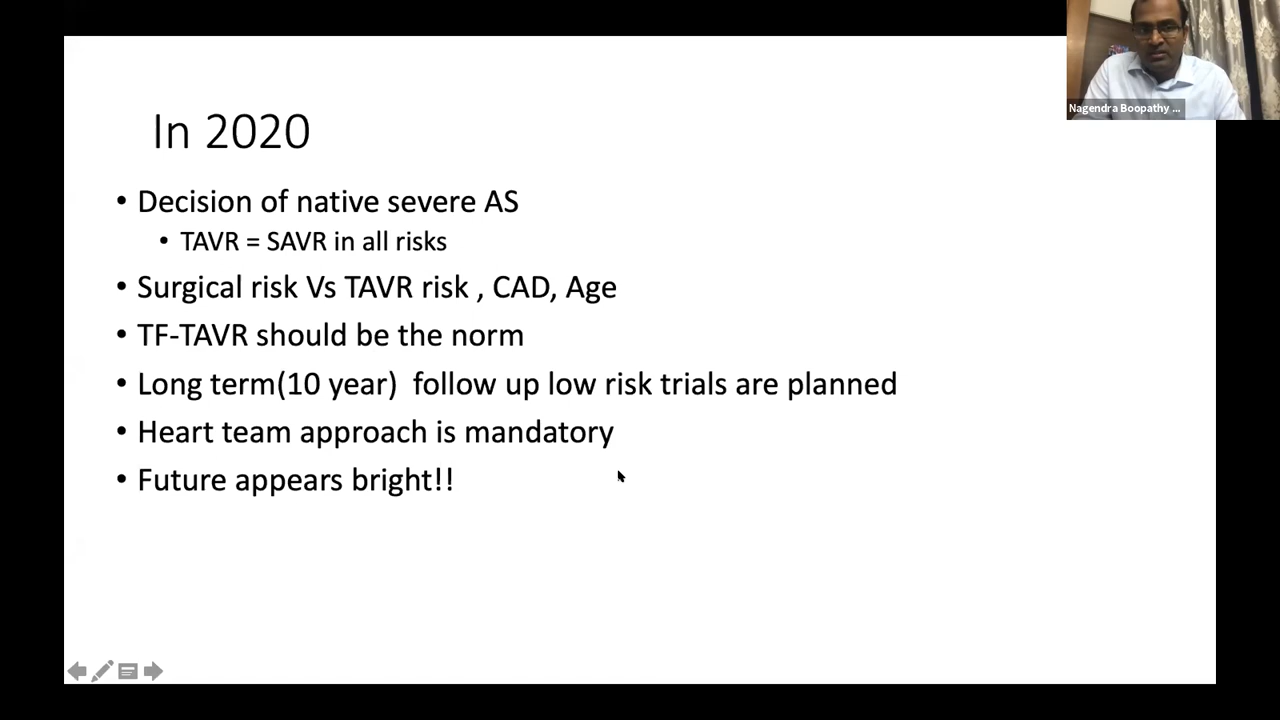 Nagendra Boopathy ...
In 2020
• Decision of native severe AS
• TAVR = SAVR in all risks
• Surgical risk Vs TAVR risk , CAD, Age
• TF-TAVR should be the norm
• Long term(10 year)  follow up low risk trials are planned
• Heart team approach is mandatory
• Future appears bright!!